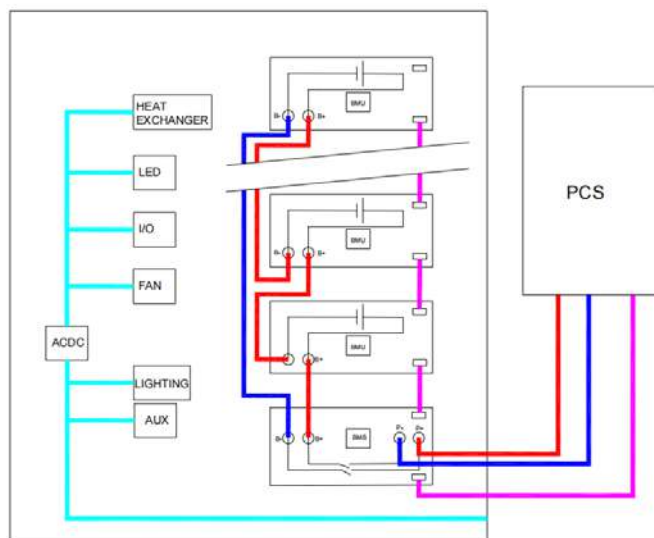 HEAT
EXCHANGER
LED
I/O
FAN
ACDC
LIGHTING
AUX
BMU
B-
B+
BMU
B-
B+
BMU
B+
BMS
B-
B+
P-
P+
PCS